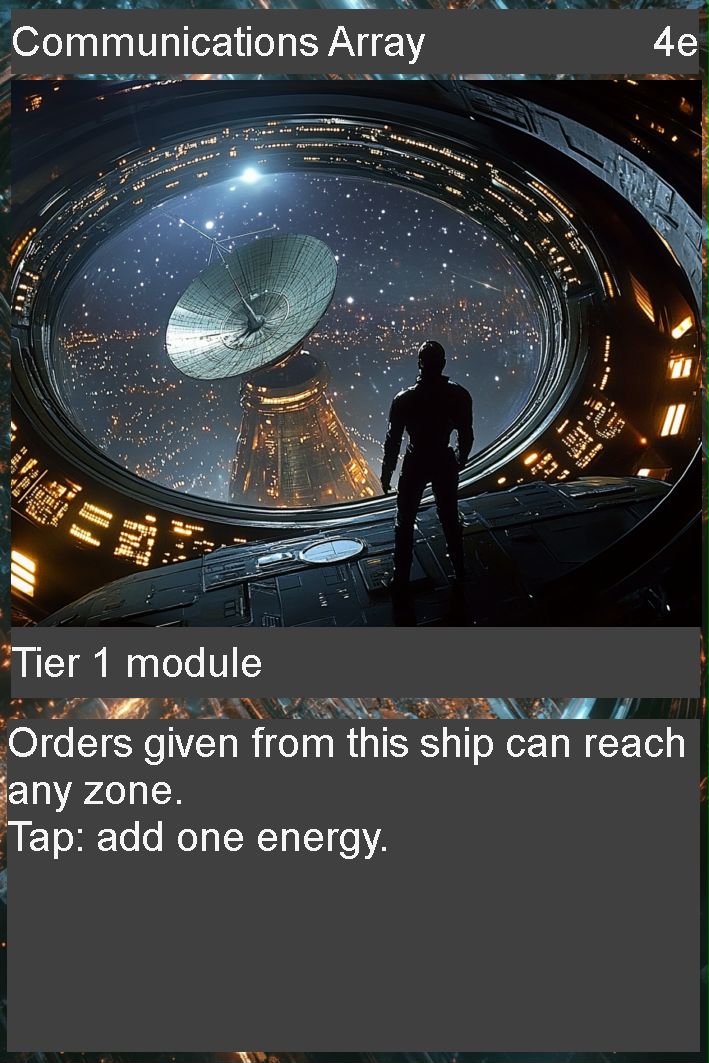 Communications Array 4e
Tier 1 module
Orders given from this ship can reach
any zone.
Tap: add one energy.